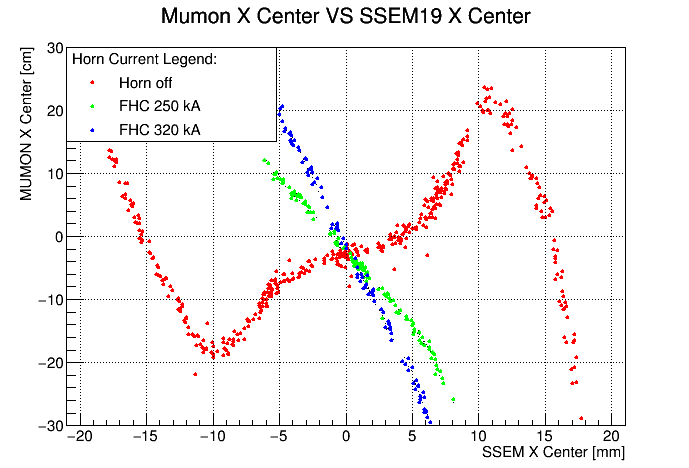 Mumon X Center VS SSEM19 X Center
MUMON X Center [cm]
30
20
10
0
−10
−20
−30
Horn Current Legend:
Horn off
FHC 250 kA
FHC 320 kA
−20 −15 −10 −5 0 5 10 15 20
SSEM X Center [mm]